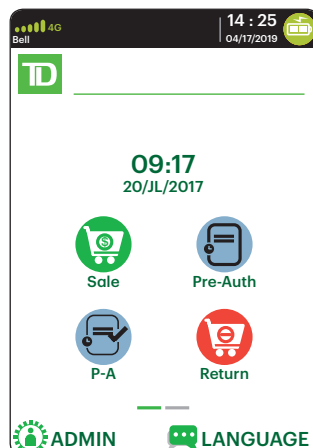 4G
14 : 25
Bell
04/17/2019
TD
09:17
20/JL/2017
Sale
Pre-Auth
P-A
Return
ADMIN
LANGUAGE